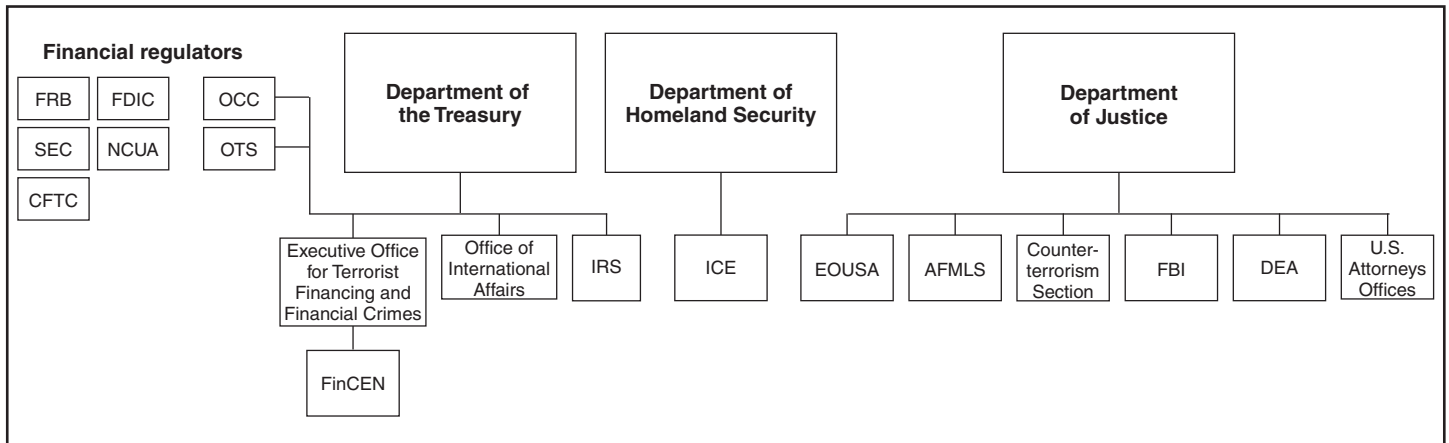 Financial regulators
FRB
FDIC
OCC
SEC
NCUA
OTS
CFTC
Department of
the Treasury
Department of
Homeland Security
Department
of Justice
Executive Office
for Terrorist
Financing and
Financial Crimes
Office of
International
Affairs
IRS
ICE
EOUSA
AFMLS
Counter-
terrorism
Section
FBI
DEA
U.S.
Attorneys
Offices
FinCEN